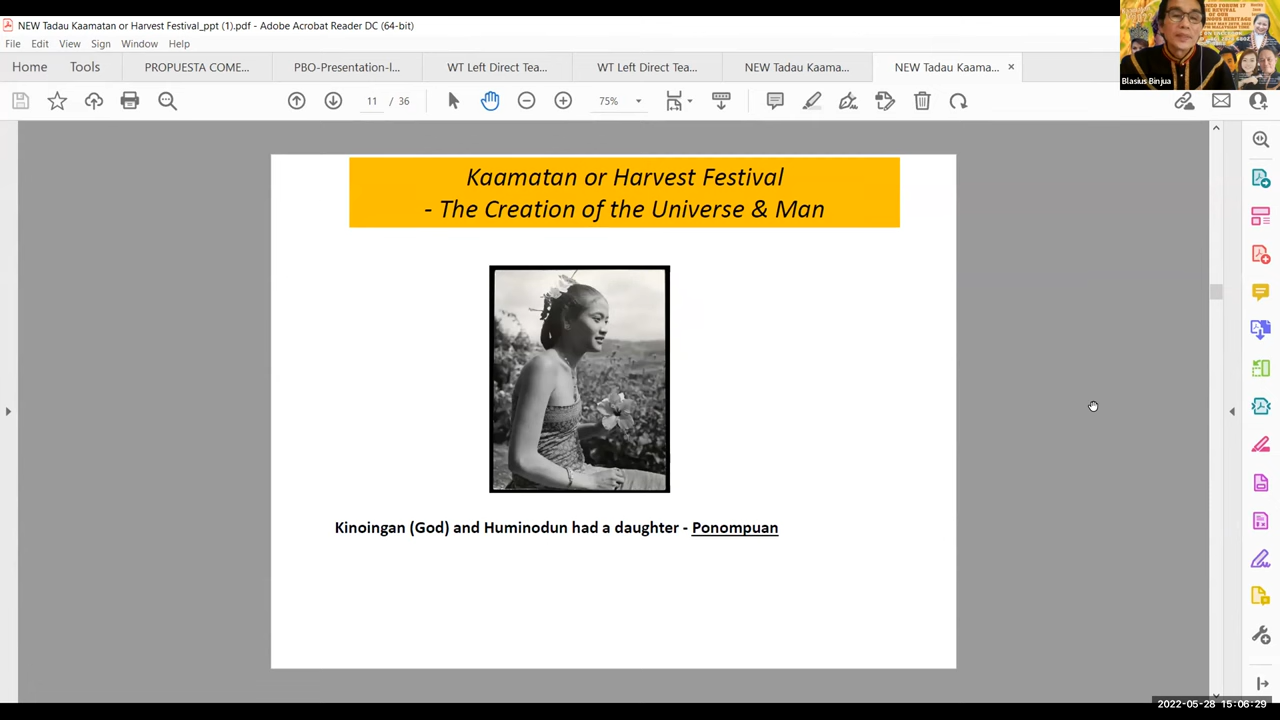 NEW Tadau Kaamatan or Harvest Festival_ppt (1).pdf - Adobe Acrobat Reader DC (64-bit)
File Edit View Sign Window Help
Home Tools PROPUESTA COME... PBO-Presentation-I... WT Left Direct Tea... WT Left Direct Tea... NEW Tadau Kaama... NEW Tadau Kaama...
11 / 36 75%
Blasius Binjua
Kaamatan or Harvest Festival
- The Creation of the Universe & Man
Kinoingan (God) and Huminodun had a daughter - Ponompuan
2022-05-28 15:06:29